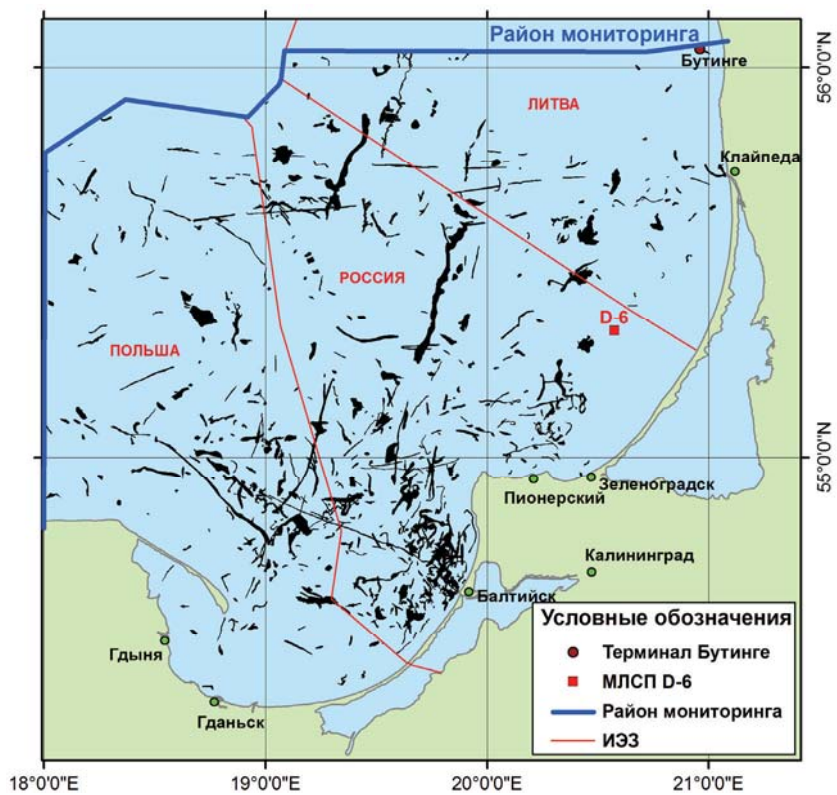 Район мониторинга
Бутинге
56°0'0"N
ЛИТВА
Клайпеда
РОССИЯ
D-6
ПОЛЬША
55°0'0"N
Пионерский
Зеленоградск
Калининград
Балтийск
Гдыня
Гданьск
Условные обозначения
Терминал Бутинге
МЛСП D-6
Район мониторинга
ИЭЗ
18°0'0"E
19°0'0"E
20°0'0"E
21°0'0"E